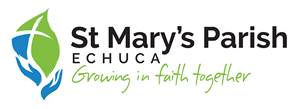 St Mary's Parish
ECHUCA
Growing in faith together